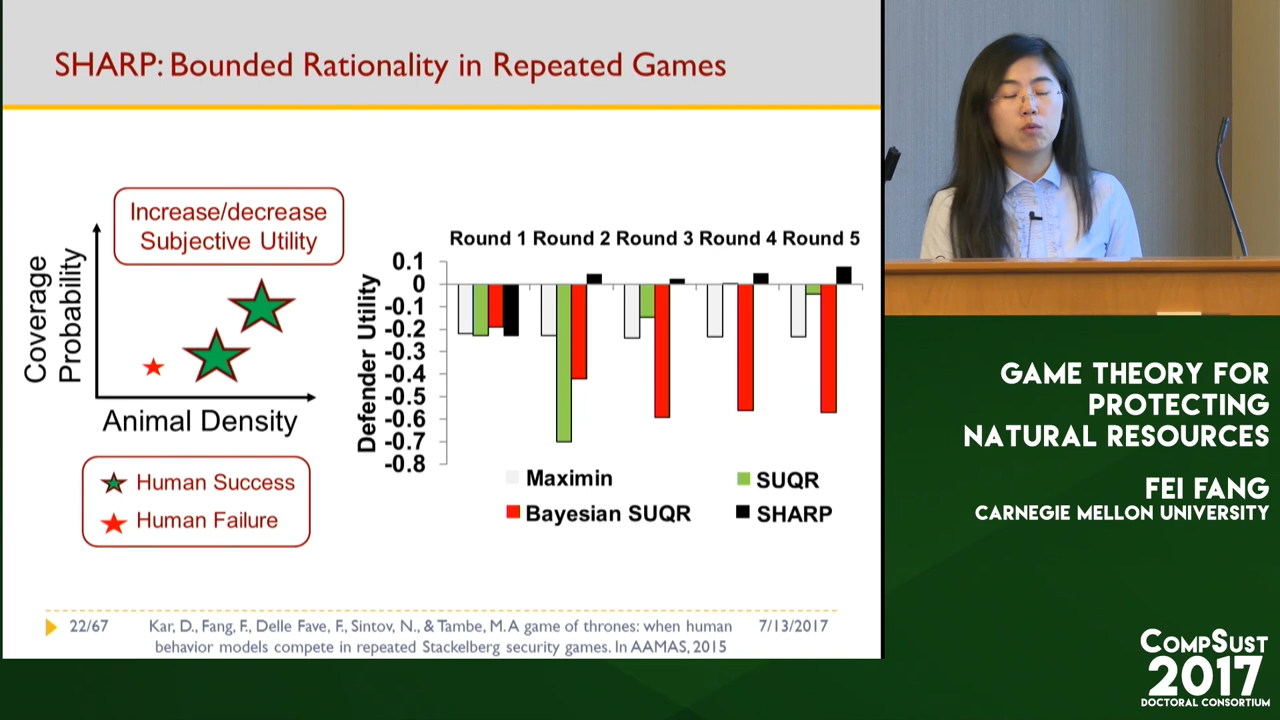 SHARP: Bounded Rationality in Repeated Games
Increase/decrease
Subjective Utility
Coverage
Probability
Animal Density
Human Success
Human Failure
Round 1 Round 2 Round 3 Round 4 Round 5
Defender Utility
0.1
0
-0.1
-0.2
-0.3
-0.4
-0.5
-0.6
-0.7
-0.8
Maximin
SUQR
Bayesian SUQR
SHARP
22/67
Kar, D., Fang, F., Delle Fave, F., Sintov, N., & Tambe, M. A game of thrones: when human
behavior models compete in repeated Stackelberg security games. In AAMAS, 2015
7/13/2017
GAME THEORY FOR
PROTECTING
NATURAL RESOURCES
FEI FANG
CARNEGIE MELLON UNIVERSITY
COMPSUST
2017
DOCTORAL CONSORTIUM